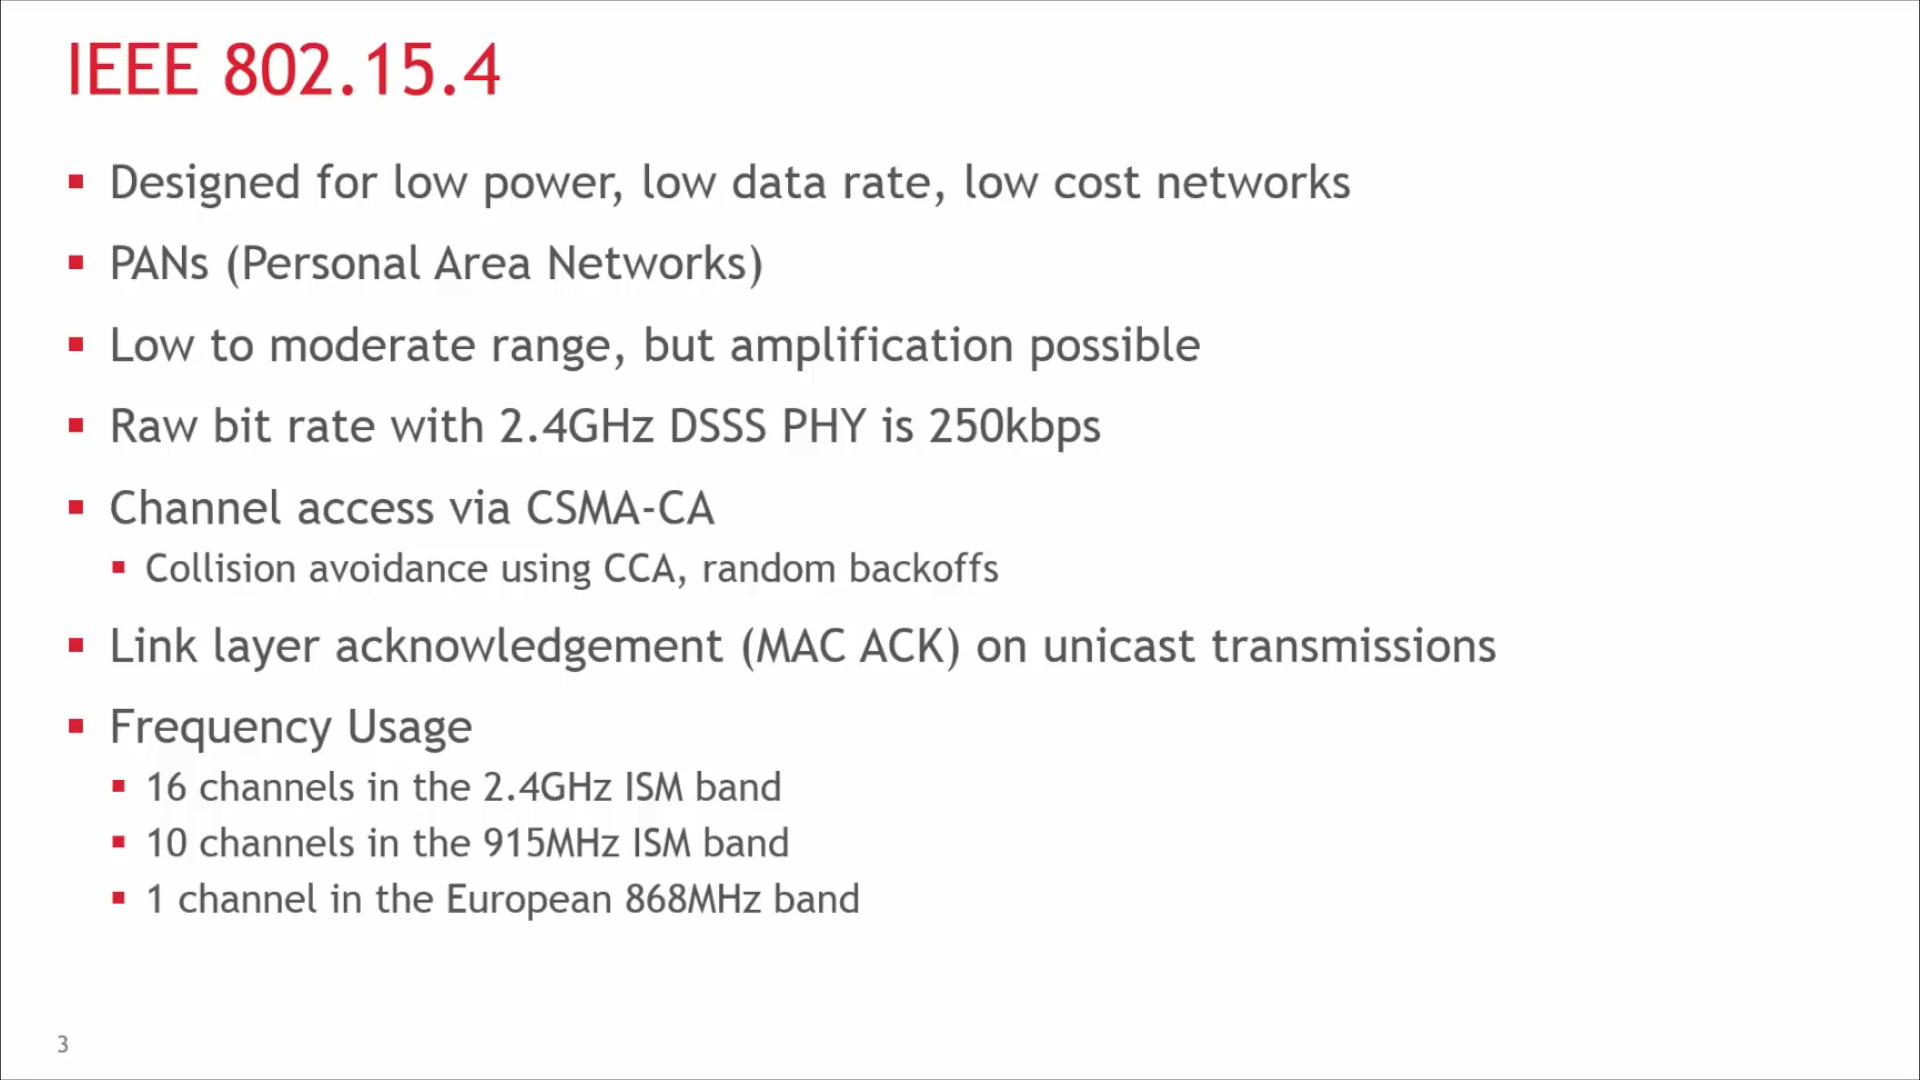 IEEE 802.15.4
Designed for low power, low data rate, low cost networks
PANs (Personal Area Networks)
Low to moderate range, but amplification possible
Raw bit rate with 2.4GHz DSSS PHY is 250kbps
Channel access via CSMA-CA
Collision avoidance using CCA, random backoffs
Link layer acknowledgement (MAC ACK) on unicast transmissions
Frequency Usage
16 channels in the 2.4GHz ISM band
10 channels in the 915MHz ISM band
1 channel in the European 868MHz band
3